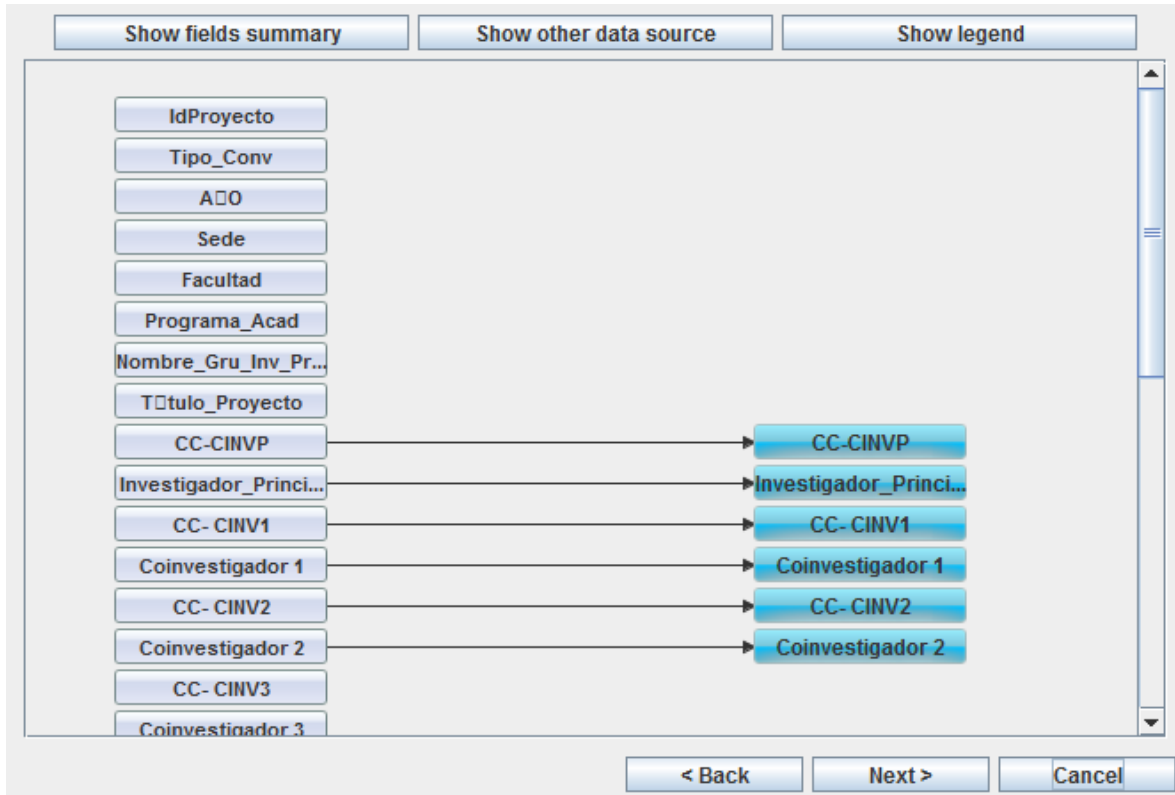 Show fields summary Show other data source Show legend
IdProyecto
Tipo_Conv
A□O
Sede
Facultad
Programa_Acad
Nombre_Gru_Inv_Pr...
T□tulo_Proyecto
CC-CINVP CC-CINVP
Investigador_Princi... Investigador_Princi...
CC- CINV1 CC- CINV1
Coinvestigador 1 Coinvestigador 1
CC- CINV2 CC- CINV2
Coinvestigador 2 Coinvestigador 2
CC- CINV3
Coinvestigador 3
< Back Next > Cancel